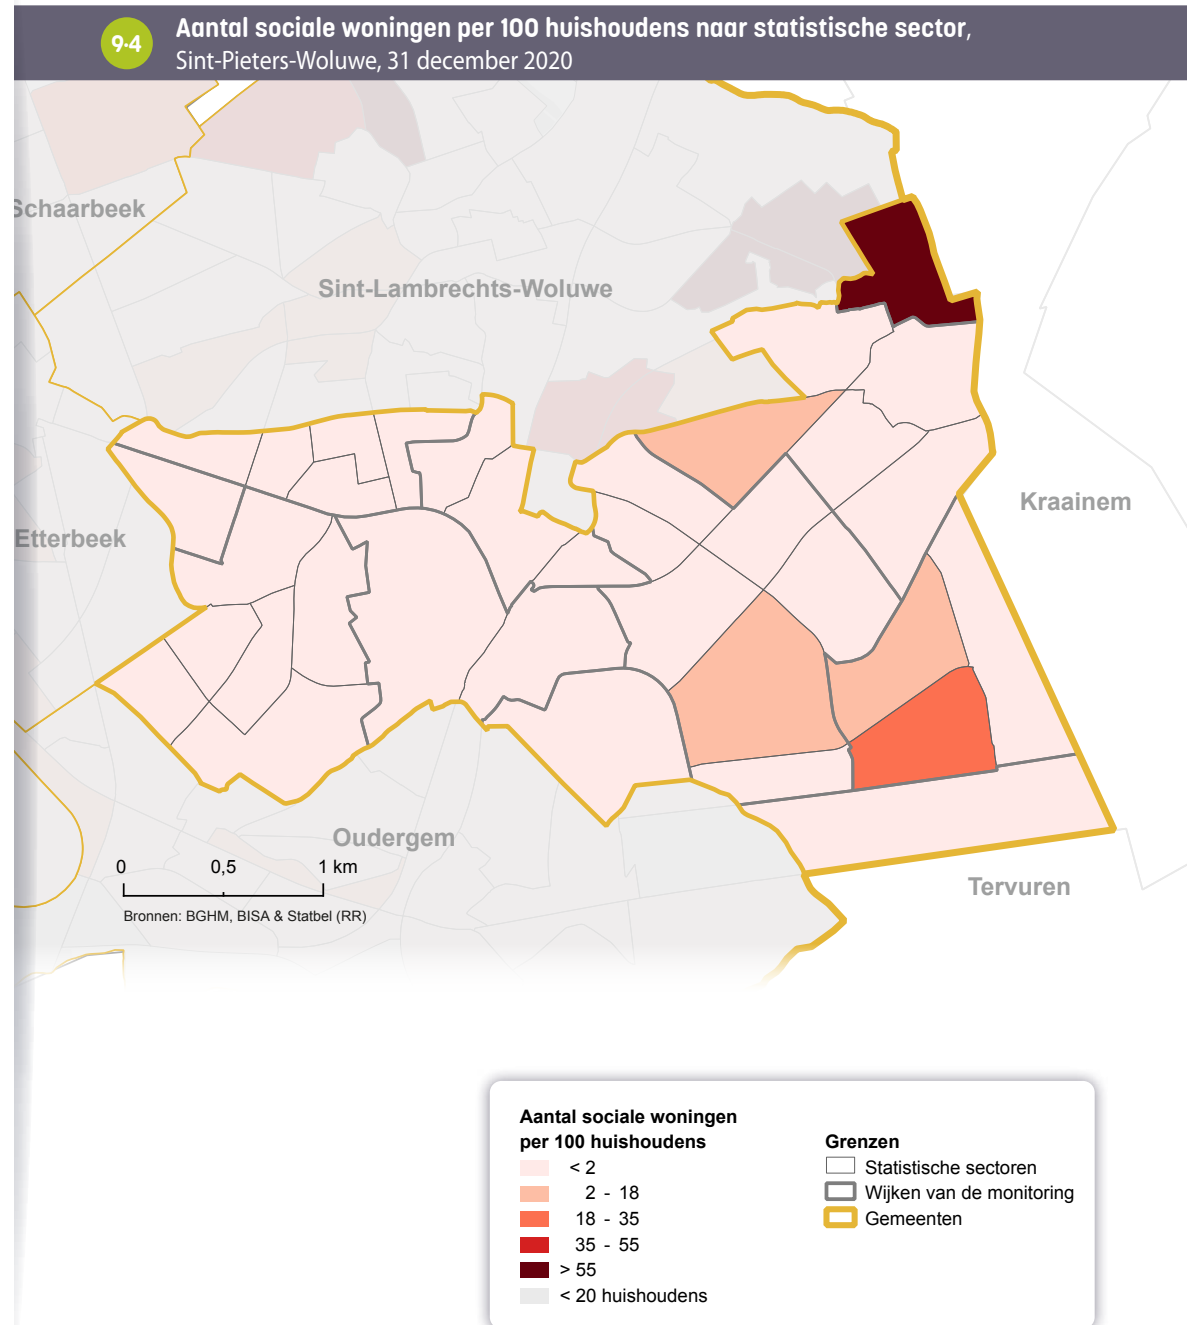 9·4
Aantal sociale woningen per 100 huishoudens naar statistische sector,
Sint-Pieters-Woluwe, 31 december 2020
Schaarbeek
Sint-Lambrechts-Woluwe
Kraainem
Etterbeek
Oudergem
Tervuren
0 0,5 1 km
Bronnen: BGHM, BISA & Statbel (RR)
Aantal sociale woningen
per 100 huishoudens
< 2
2 - 18
18 - 35
35 - 55
> 55
< 20 huishoudens
Grenzen
Statistische sectoren
Wijken van de monitoring
Gemeenten